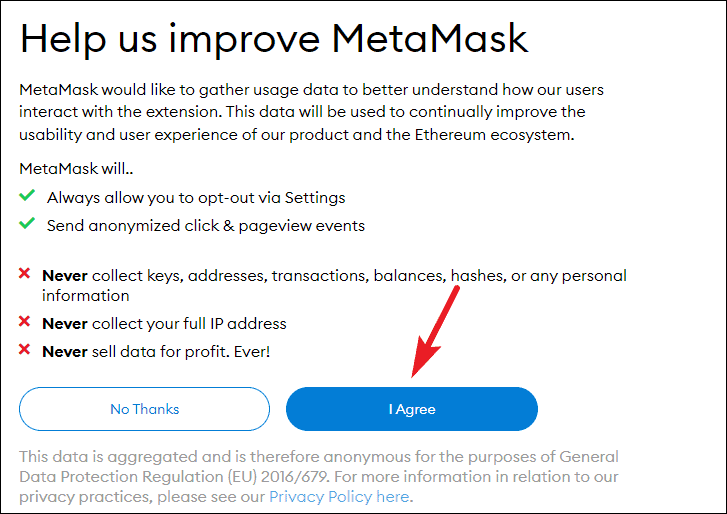 Help us improve MetaMask
MetaMask would like to gather usage data to better understand how our users
interact with the extension. This data will be used to continually improve the
usability and user experience of our product and the Ethereum ecosystem.
MetaMask will..
Always allow you to opt-out via Settings
Send anonymized click & pageview events
Never collect keys, addresses, transactions, balances, hashes, or any personal
information
Never collect your full IP address
Never sell data for profit. Ever!
No Thanks
I Agree
This data is aggregated and is therefore anonymous for the purposes of General
Data Protection Regulation (EU) 2016/679. For more information in relation to our
privacy practices, please see our Privacy Policy here.